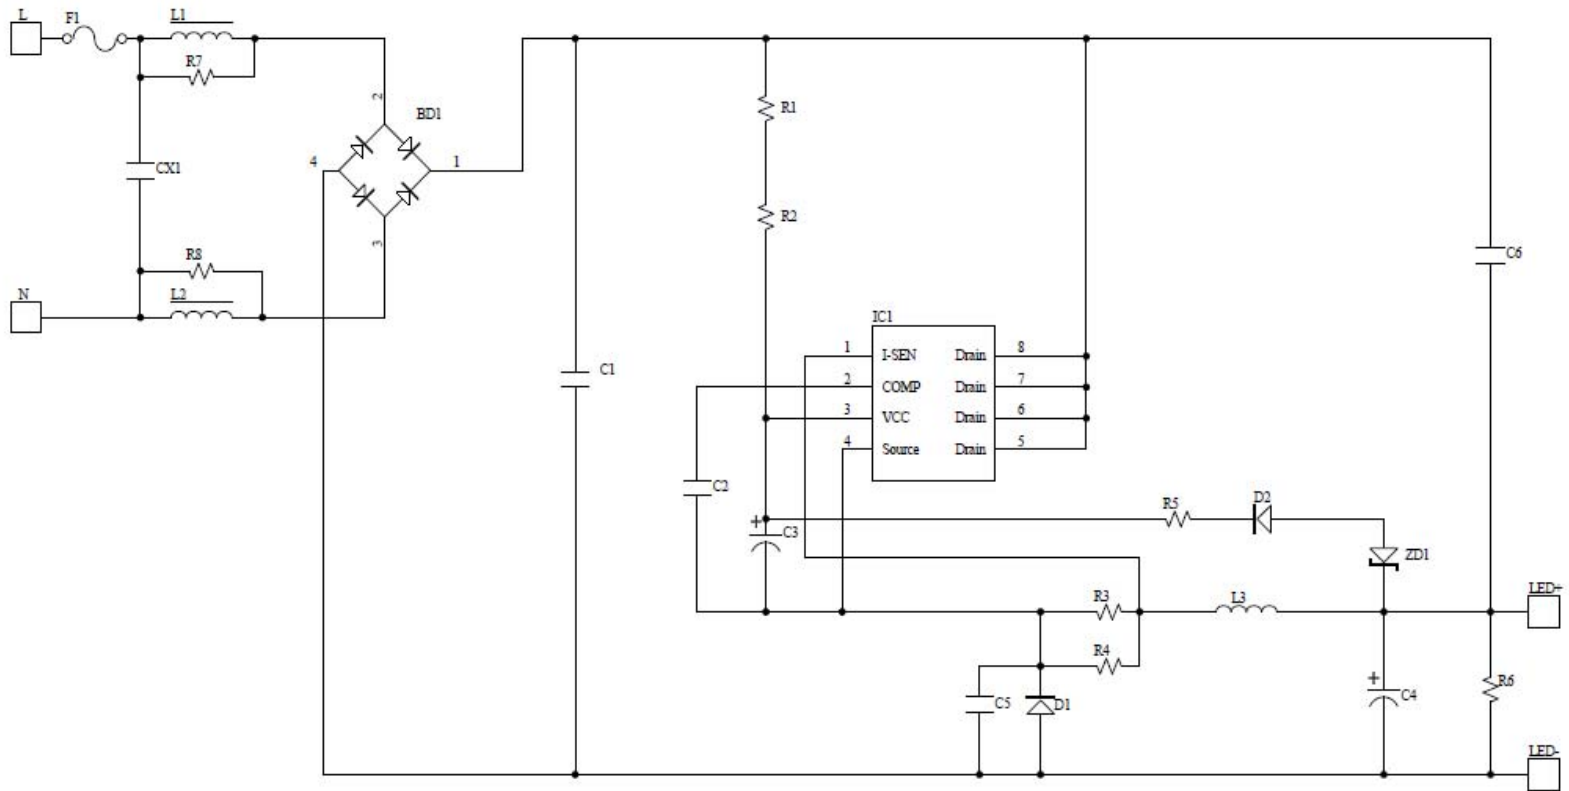 L
F1
L1
R7
2
BD1
R1
4
1
CX1
R2
3
R8
N
L2
C6
IC1
1 I-SEN Drain 8
2 COMP Drain 7
3 VCC Drain 6
4 Source Drain 5
C1
C2
R5
D2
+
C3
ZD1
LED+
R3
L3
R4
+
C4
R6
C5
D1
LED-